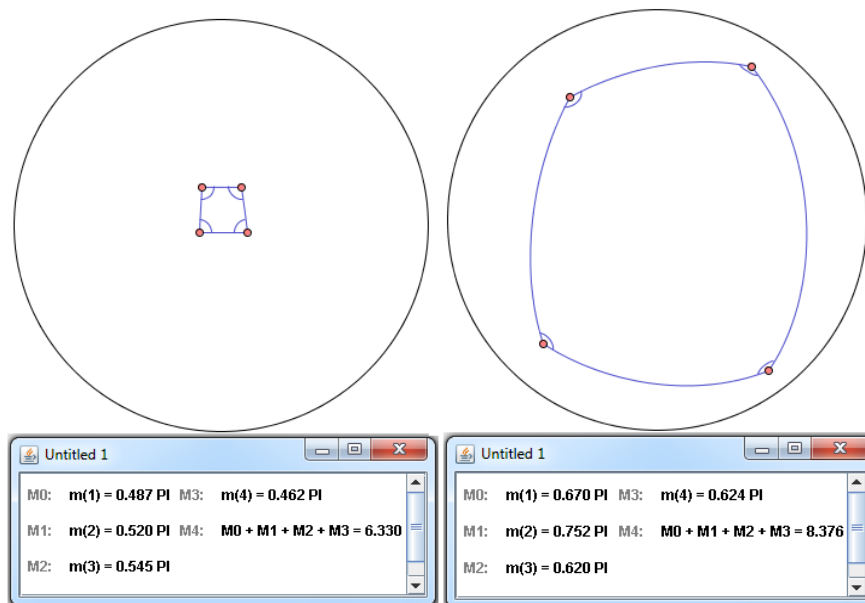 Untitled 1
M0: m(1) = 0.487 PI M3: m(4) = 0.462 PI
M1: m(2) = 0.520 PI M4: M0 + M1 + M2 + M3 = 6.330
M2: m(3) = 0.545 PI
Untitled 1
M0: m(1) = 0.670 PI M3: m(4) = 0.624 PI
M1: m(2) = 0.752 PI M4: M0 + M1 + M2 + M3 = 8.376
M2: m(3) = 0.620 PI